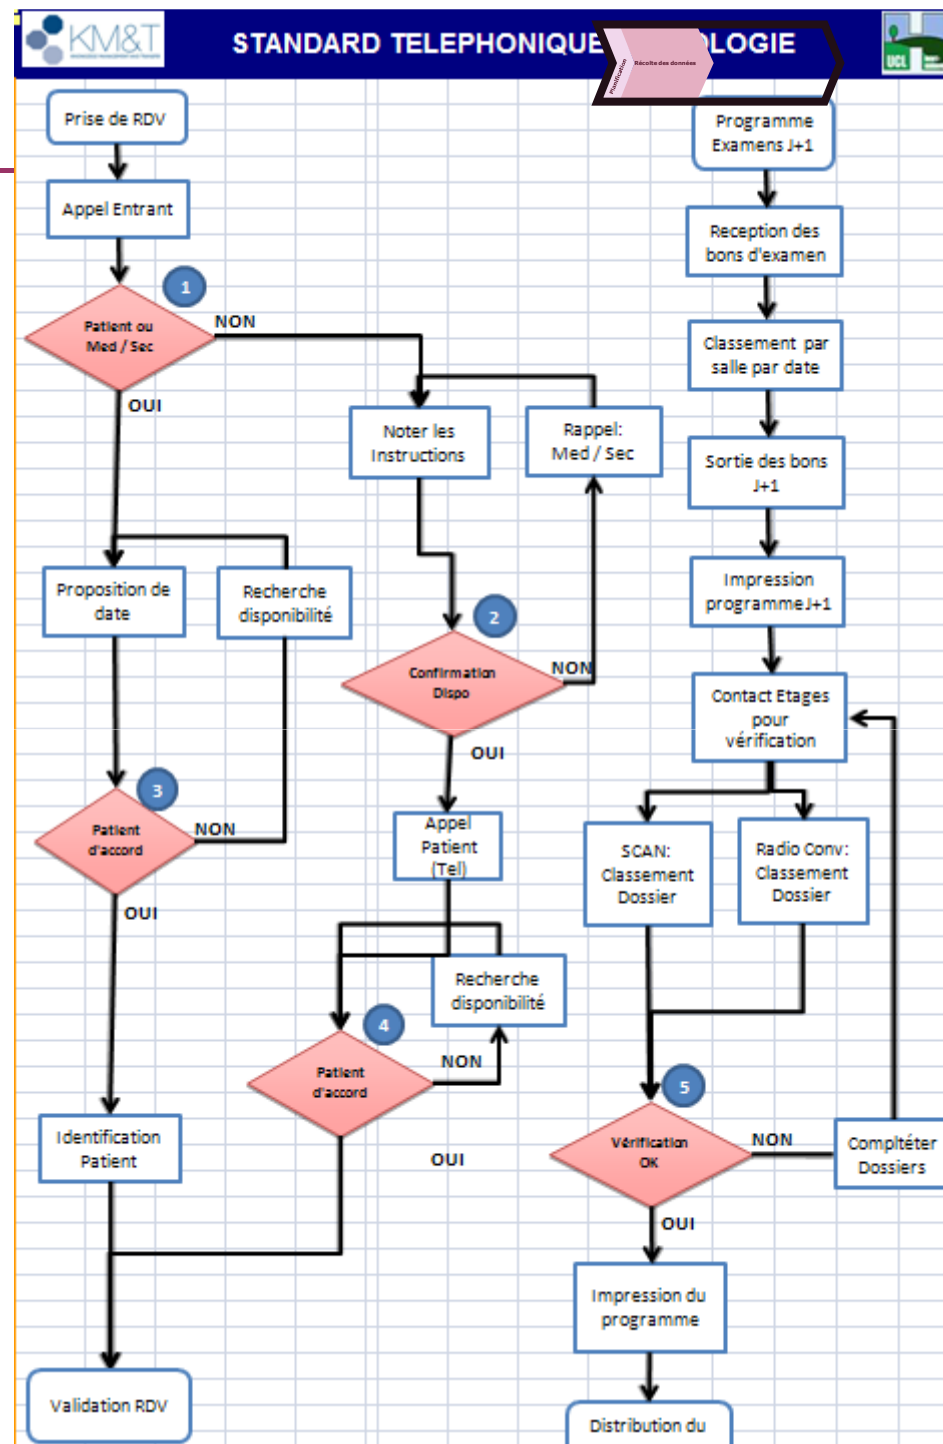 KM&T
STANDARD TELEPHONIQUE
OLOGIE
UCL
Planification
Récolte des données
Prise de RDV
Appel Entrant
1
Patient ou
Med / Sec
NON
OUI
Noter les
Instructions
Rappel:
Med / Sec
Proposition de
date
Recherche
disponibilité
2
Confirmation
Dispo
NON
OUI
3
Patient
d'accord
NON
OUI
Appel
Patient
(Tel)
Recherche
disponibilité
4
Patient
d'accord
NON
OUI
Identification
Patient
Validation RDV
Programme
Examens J+1
Reception des
bons d'examen
Classement par
salle par date
Sortie des bons
J+1
Impression
programme J+1
Contact Etages
pour
vérification
SCAN:
Classement
Dossier
Radio Conv:
Classement
Dossier
5
Vérification
OK
NON
Compltéter
Dossiers
OUI
Impression du
programme
Distribution du